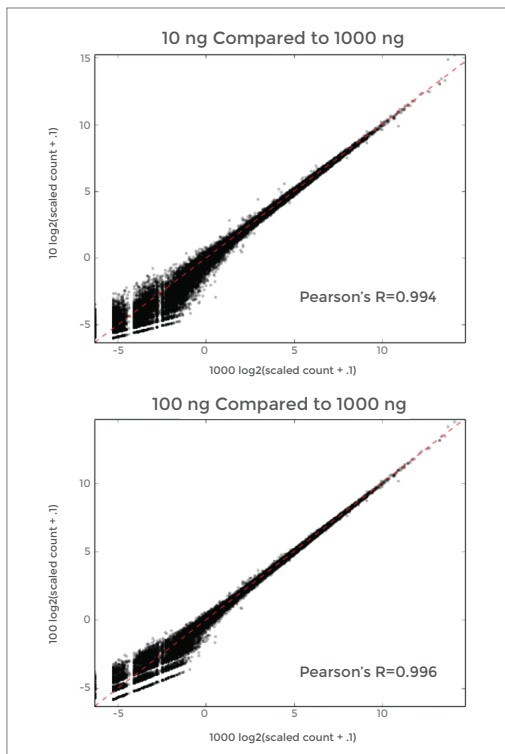 10 ng Compared to 1000 ng
15
10
5
0
-5
10 log2(scaled count + .1)
Pearson's R=0.994
-5 0 5 10
1000 log2(scaled count + .1)
100 ng Compared to 1000 ng
10
5
0
-5
100 log2(scaled count + .1)
Pearson's R=0.996
-5 0 5 10
1000 log2(scaled count + .1)